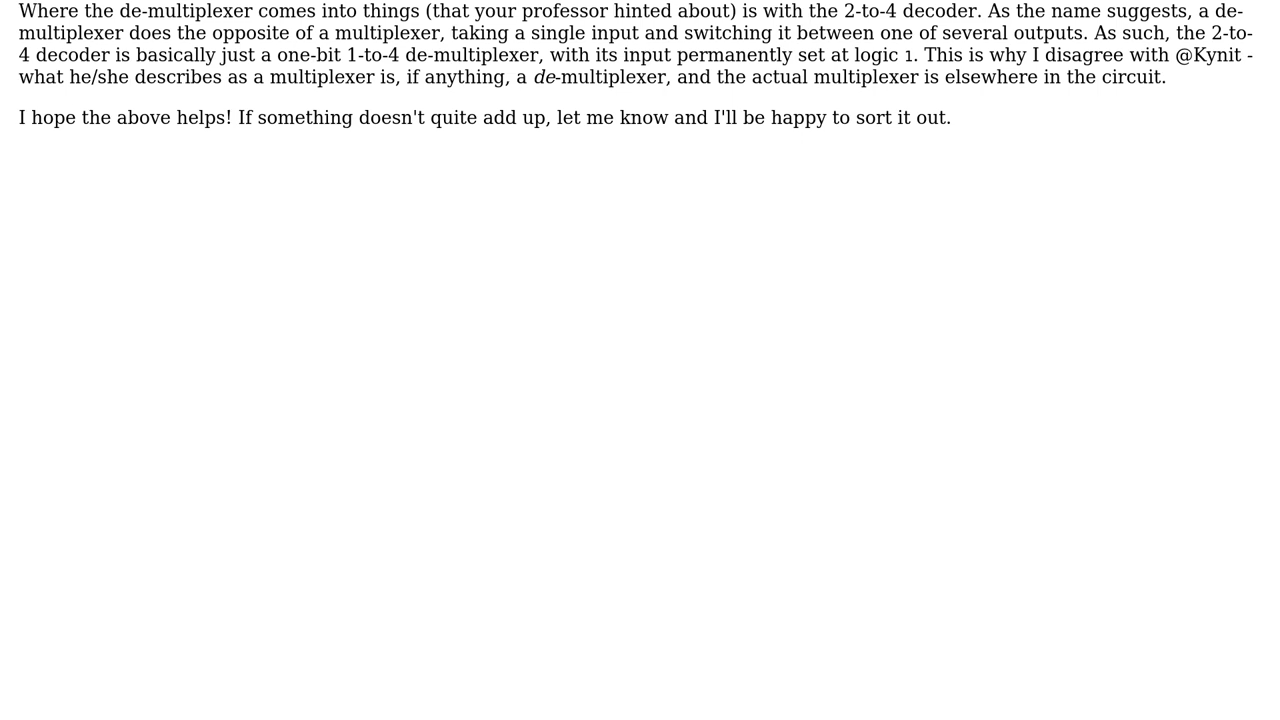 Where the de-multiplexer comes into things (that your professor hinted about) is with the 2-to-4 decoder. As the name suggests, a de-
multiplexer does the opposite of a multiplexer, taking a single input and switching it between one of several outputs. As such, the 2-to-
4 decoder is basically just a one-bit 1-to-4 de-multiplexer, with its input permanently set at logic 1. This is why I disagree with @Kynit -
what he/she describes as a multiplexer is, if anything, a de-multiplexer, and the actual multiplexer is elsewhere in the circuit.
I hope the above helps! If something doesn't quite add up, let me know and I'll be happy to sort it out.